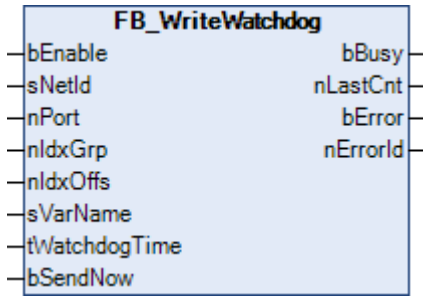 FB_WriteWatchdog
bEnable bBusy
sNetId nLastCnt
nPort bError
nIdxGrp nErrorId
nIdxOffs
sVarName
tWatchdogTime
bSendNow